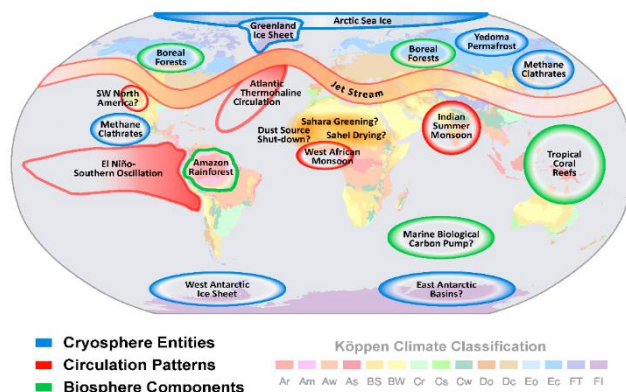 Arctic Sea Ice
Greenland
Ice Sheet
Boreal
Forests
Boreal
Forests
Yedoma
Permafrost
Methane
Clathrates
Jet Stream
SW North
America?
Atlantic
Thermohaline
Circulation
Methane
Clathrates
Sahara Greening?
Dust Source
Shut-down?
Sahel Drying?
West African
Monsoon
Indian
Summer
Monsoon
El Niño-
Southern Oscillation
Amazon
Rainforest
Tropical
Coral
Reefs
Marine Biological
Carbon Pump?
West Antarctic
Ice Sheet
East Antarctic
Basins?
Cryosphere Entities
Circulation Patterns
Biosphere Components
Köppen Climate Classification
Ar Am Aw As BS BW Cr Cs Cw Do Dc Eo Ec FT FI